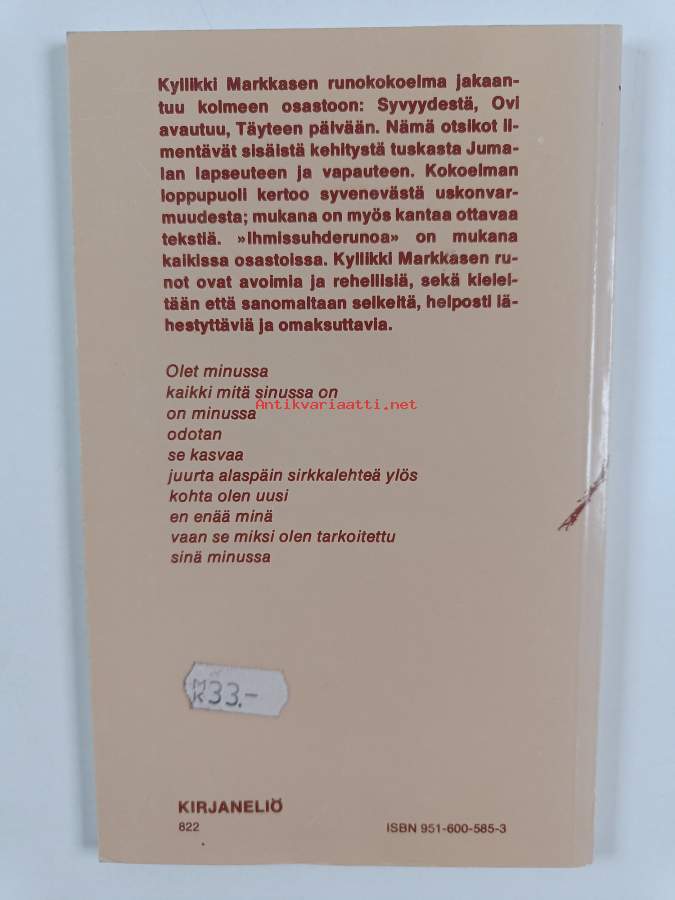 Kyllikki Markkasen runokokoelma jakaan-
tuu kolmeen osastoon: Syvyydestä, Ovi
avautuu, Täyteen päivään. Nämä otsikot il-
mentävät sisäistä kehitystä tuskasta Juma-
lan lapseuteen ja vapauteen. Kokoelman
loppupuoli kertoo syvenevästä uskonvar-
muudesta; mukana on myös kantaa ottavaa
tekstiä. »Ihmissuhderunoa» on mukana
kaikissa osastoissa. Kyllikki Markkasen ru-
not ovat avoimia ja rehellisiä, sekä kielel-
tään että sanomaltaan selkeitä, helposti lä-
hestyttäviä ja omaksuttavia.
Olet minussa
kaikki mitä sinussa on
Antikvariaatti.net
on minussa
odotan
se kasvaa
juurta alaspäin sirkkalehteä ylös
kohta olen uusi
en enää minä
vaan se miksi olen tarkoitettu
sinä minussa
MK 33.-
KIRJANELIÖ
822
ISBN 951-600-585-3